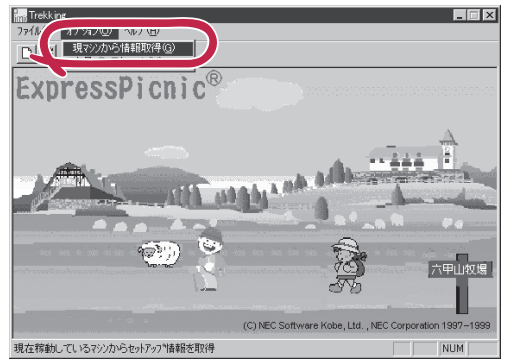 Trekking
ファイル オプション(O) ヘルプ(H)
現マシンから情報取得(G)
ExpressPicnic®
六甲山牧場
(C) NEC Software Kobe, Ltd. , NEC Corporation 1997-1999
現在稼動しているマシンからセットアップ情報を取得
NUM